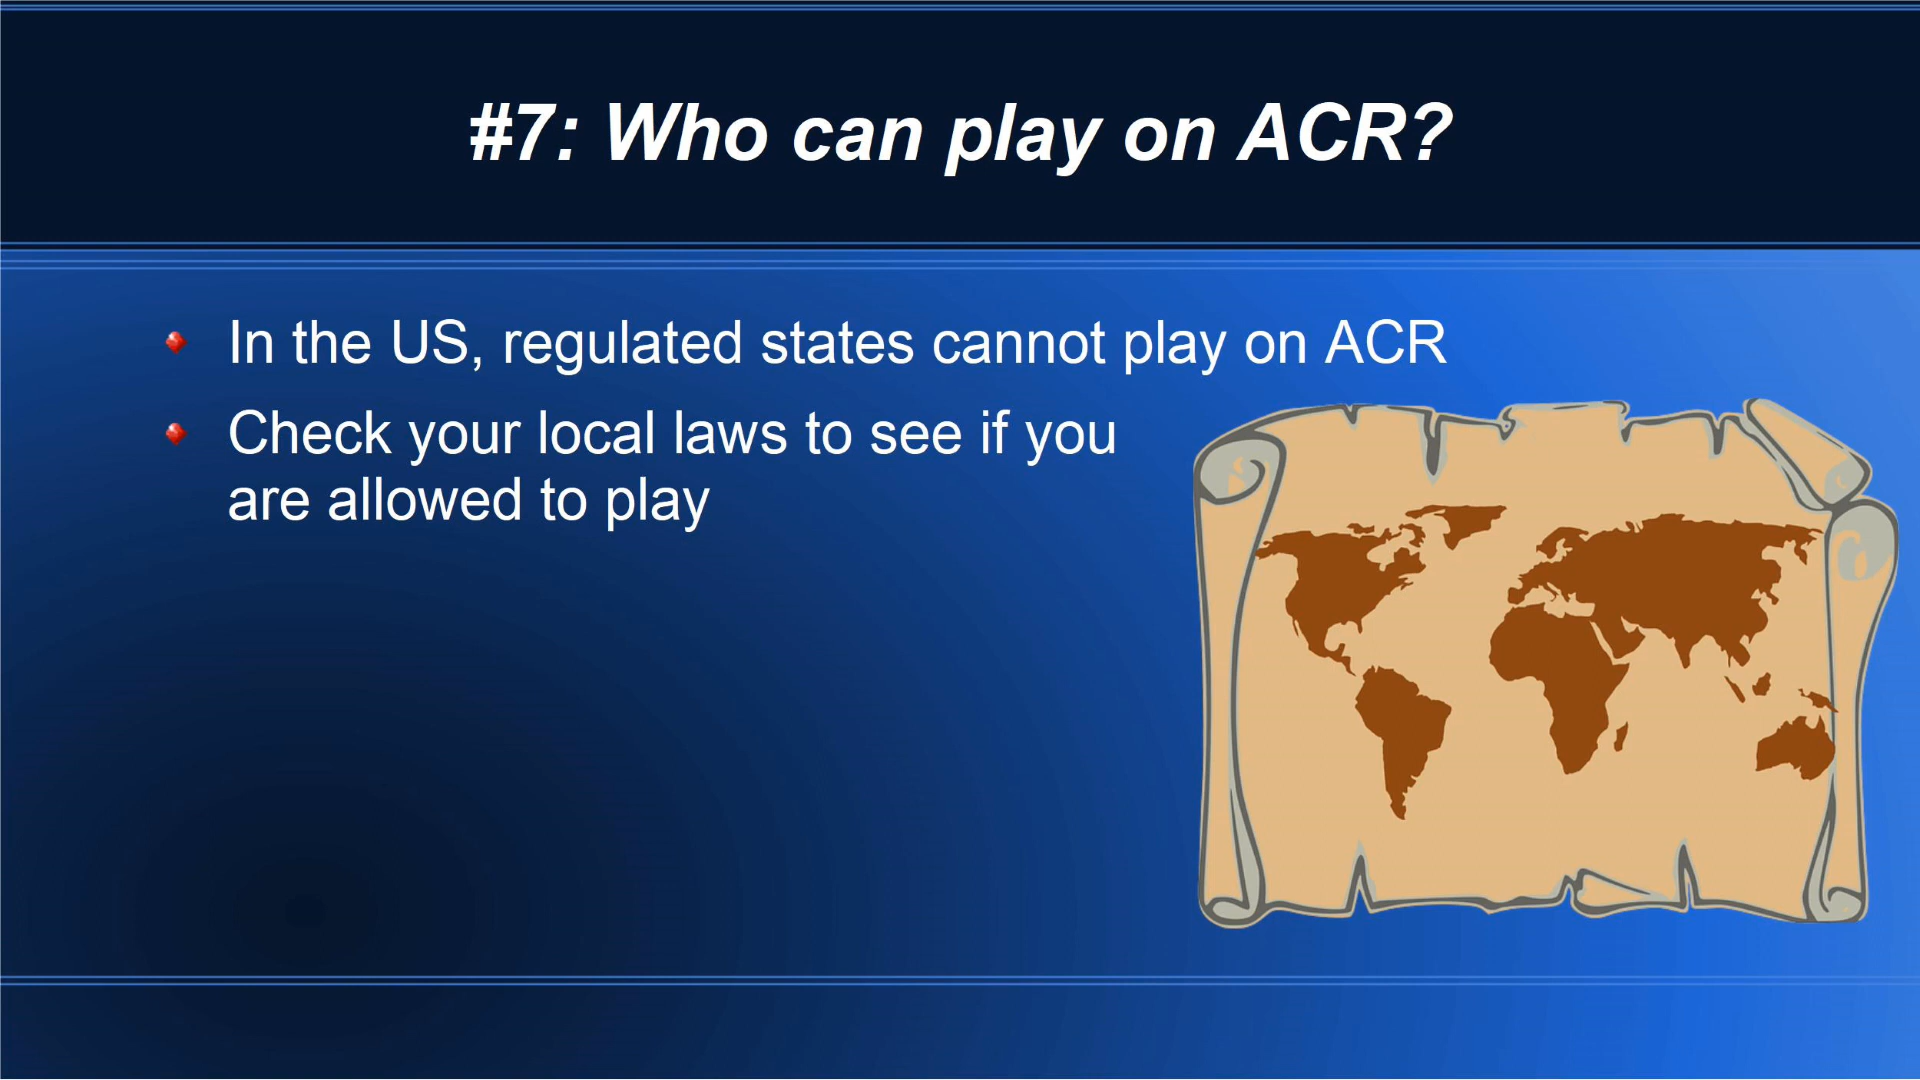 #7: Who can play on ACR?
In the US, regulated states cannot play on ACR
Check your local laws to see if you
are allowed to play